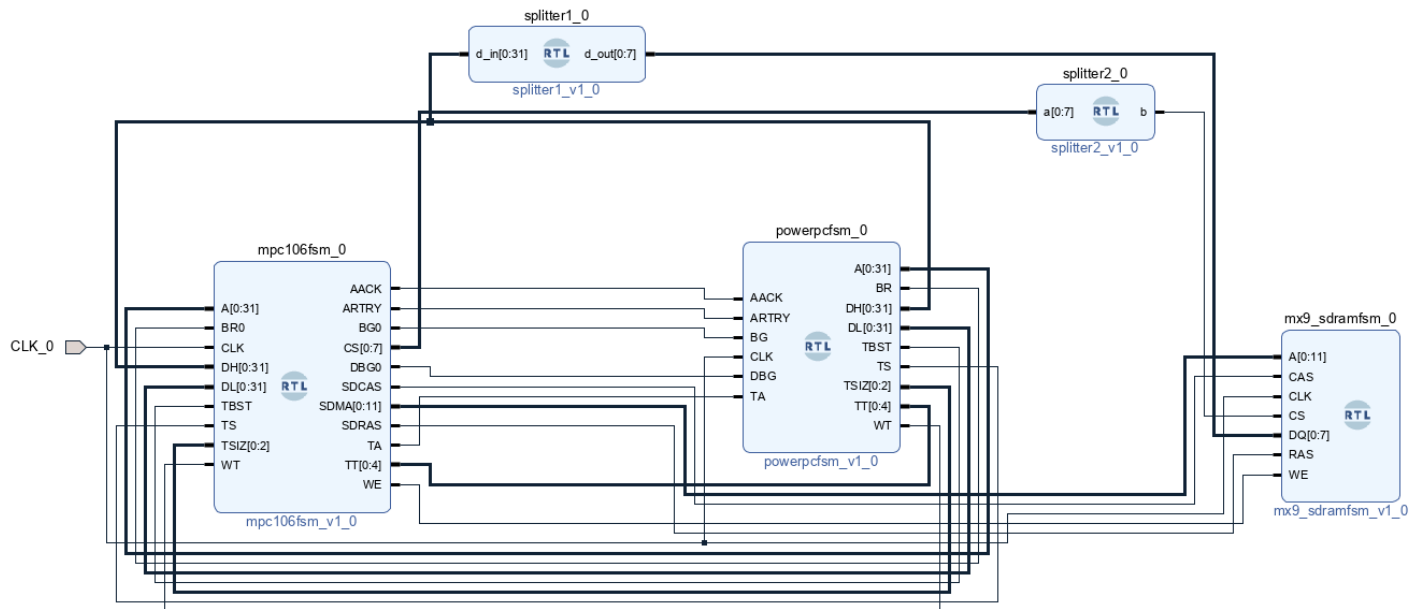 splitter1_0
d_in[0:31]
RTL
d_out[0:7]
splitter1_v1_0
splitter2_0
a[0:7]
RTL
b
splitter2_v1_0
CLK_0
mpc106fsm_0
A[0:31]
BR0
CLK
DH[0:31]
DL[0:31]
TBST
TS
TSIZ[0:2]
WT
RTL
AACK
ARTRY
BG0
CS[0:7]
DBG0
SDCAS
SDMA[0:11]
SDRAS
TA
TT[0:4]
WE
mpc106fsm_v1_0
powerpcfsm_0
AACK
ARTRY
BG
CLK
DBG
TA
RTL
A[0:31]
BR
DH[0:31]
DL[0:31]
TBST
TS
TSIZ[0:2]
TT[0:4]
WT
powerpcfsm_v1_0
mx9_sdramfsm_0
A[0:11]
CAS
CLK
CS
DQ[0:7]
RAS
WE
RTL
mx9_sdramfsm_v1_0